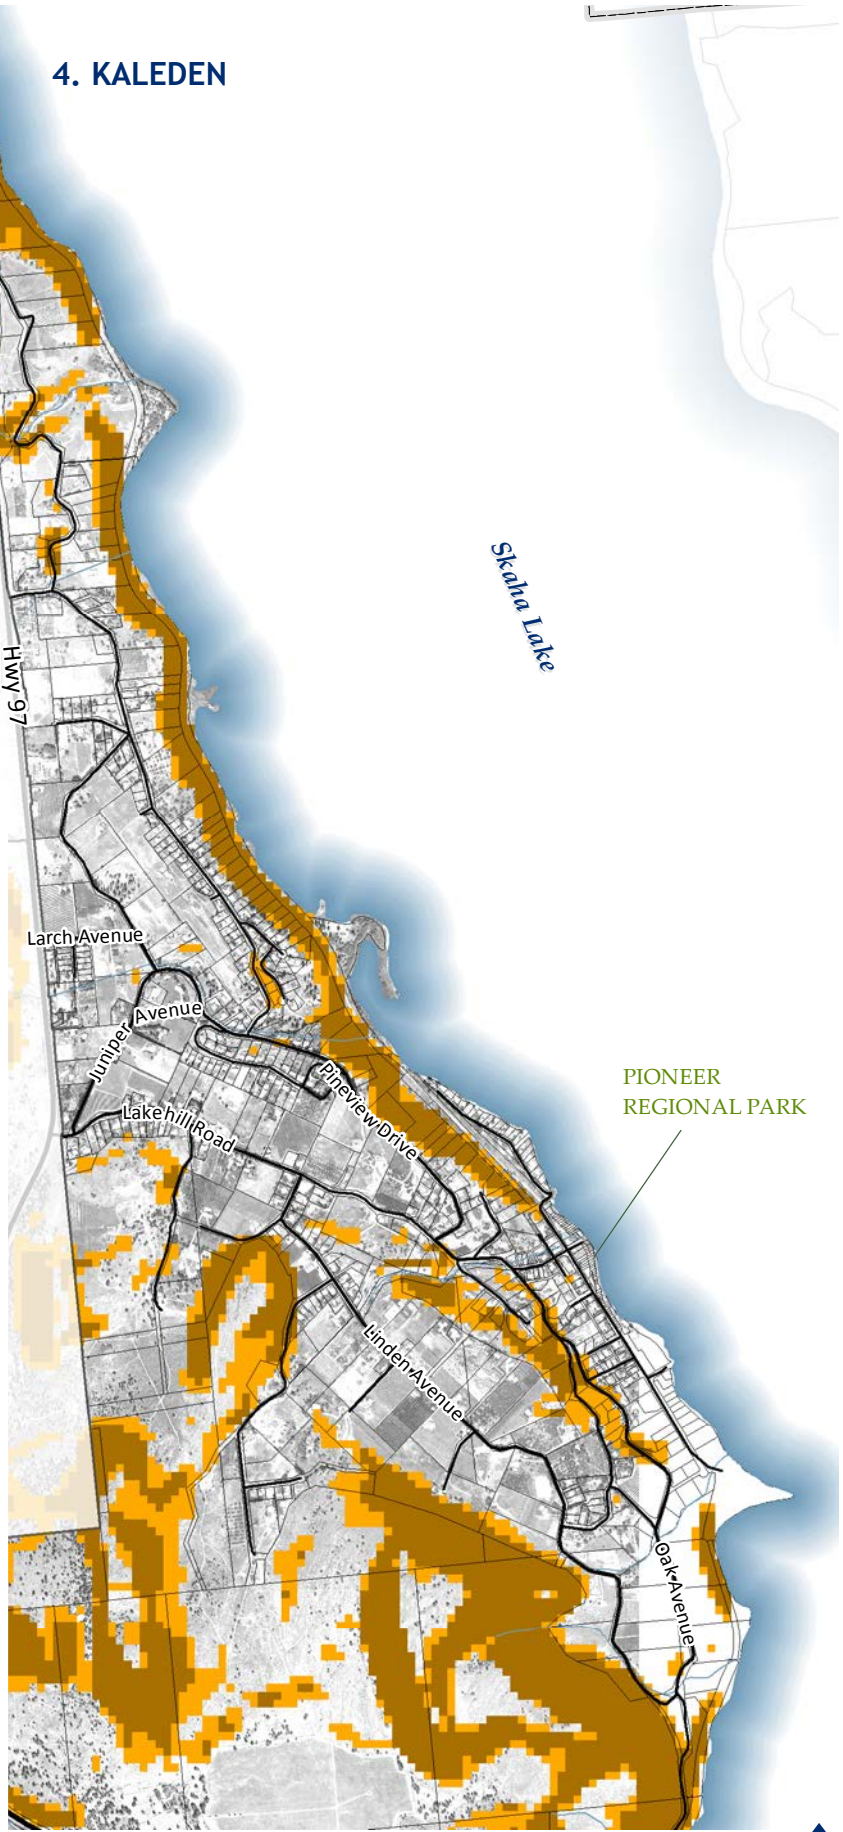 4. KALEDEN
Skaha Lake
Hwy 97
Larch Avenue
Juniper Avenue
Pineview Drive
PIONEER
REGIONAL PARK
Lakehill Road
Linden Avenue
Oak Avenue